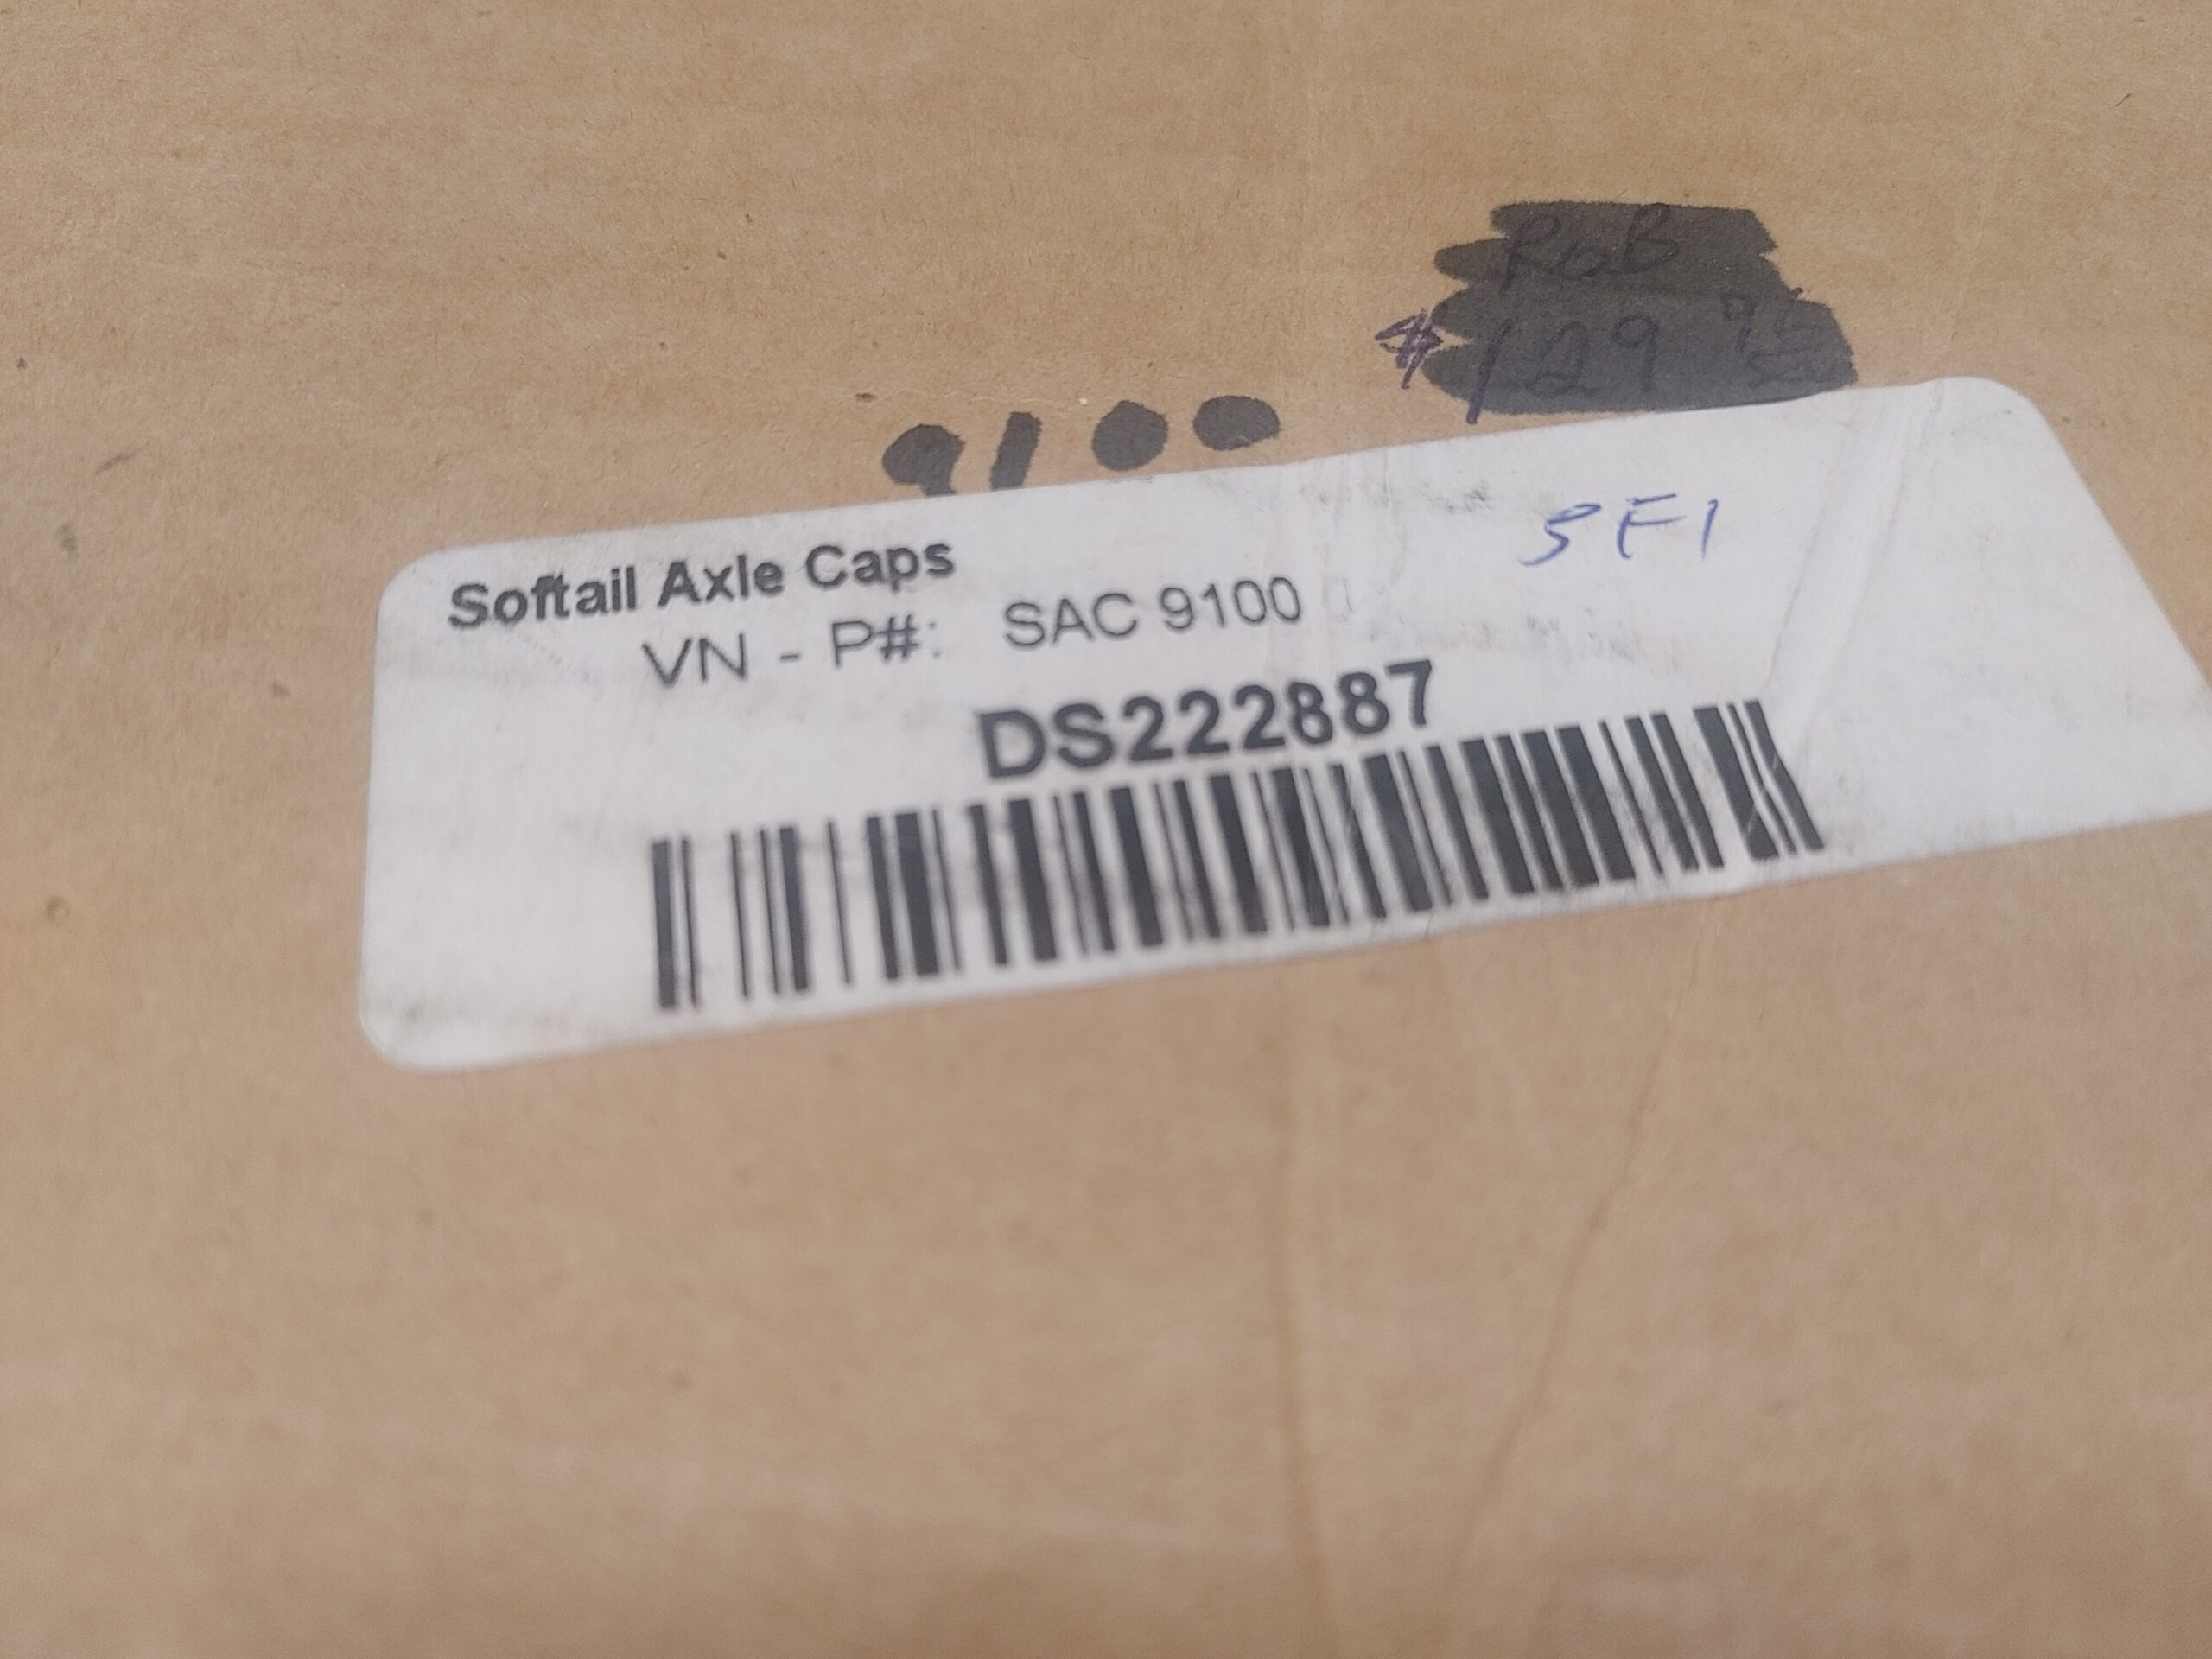 RoB
$129 95
9100
SF1
Softail Axle Caps
VN - P#: SAC 9100
DS222887